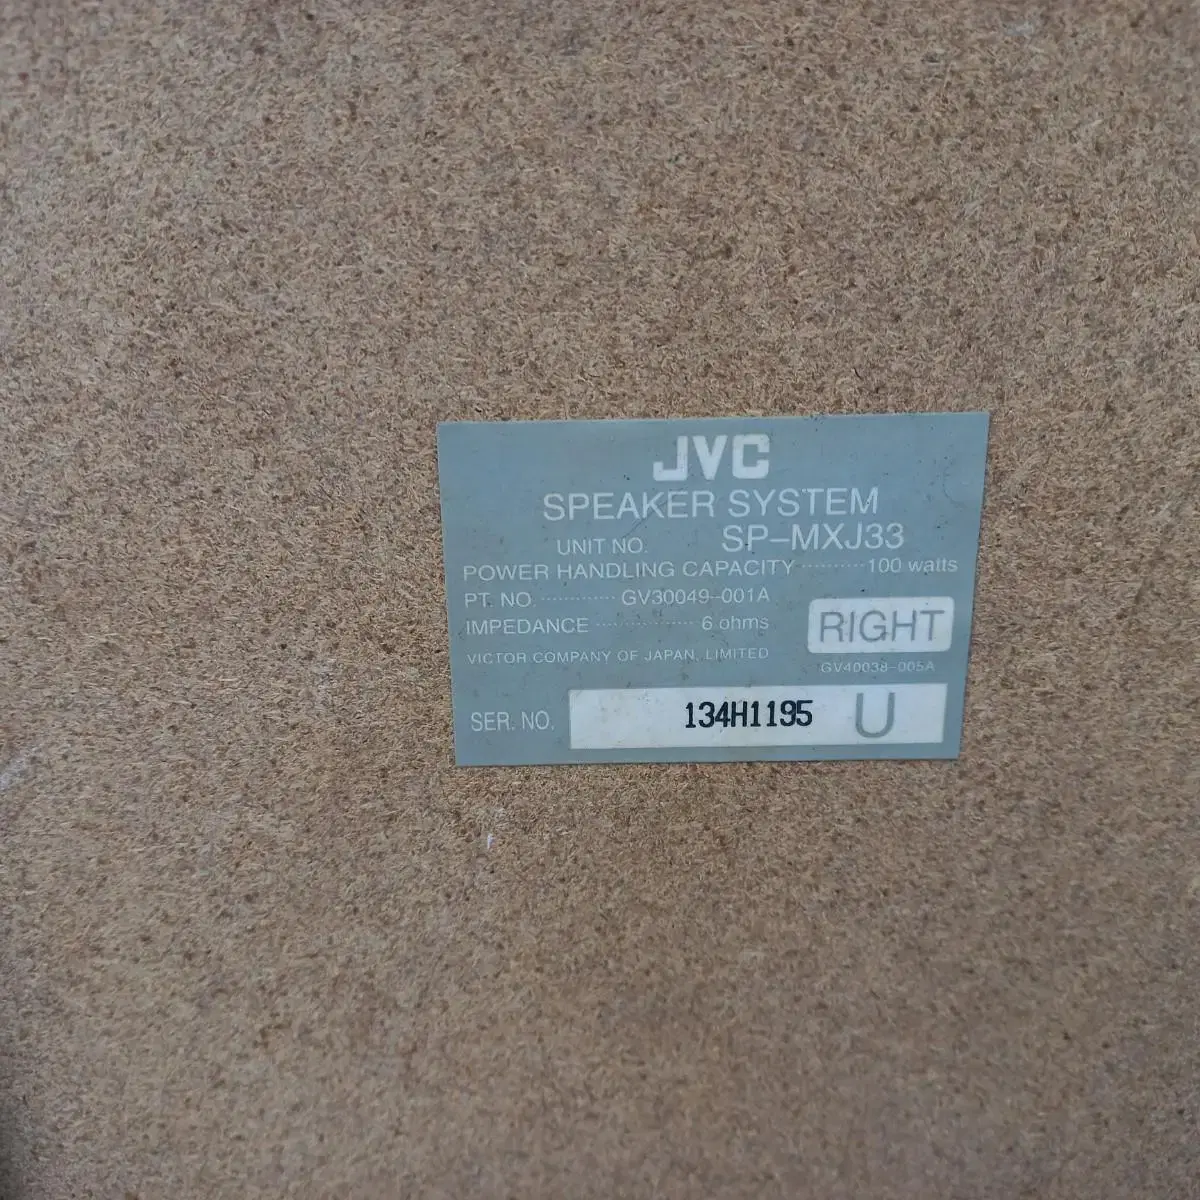 JVC
SPEAKER SYSTEM
UNIT NO. SP-MXJ33
POWER HANDLING CAPACITY ·········· 100 watts
PT. NO. ············ GV30049-001A
IMPEDANCE ················ 6 ohms
RIGHT
VICTOR COMPANY OF JAPAN, LIMITED
GV40038-005A
SER. NO. 134H1195 U